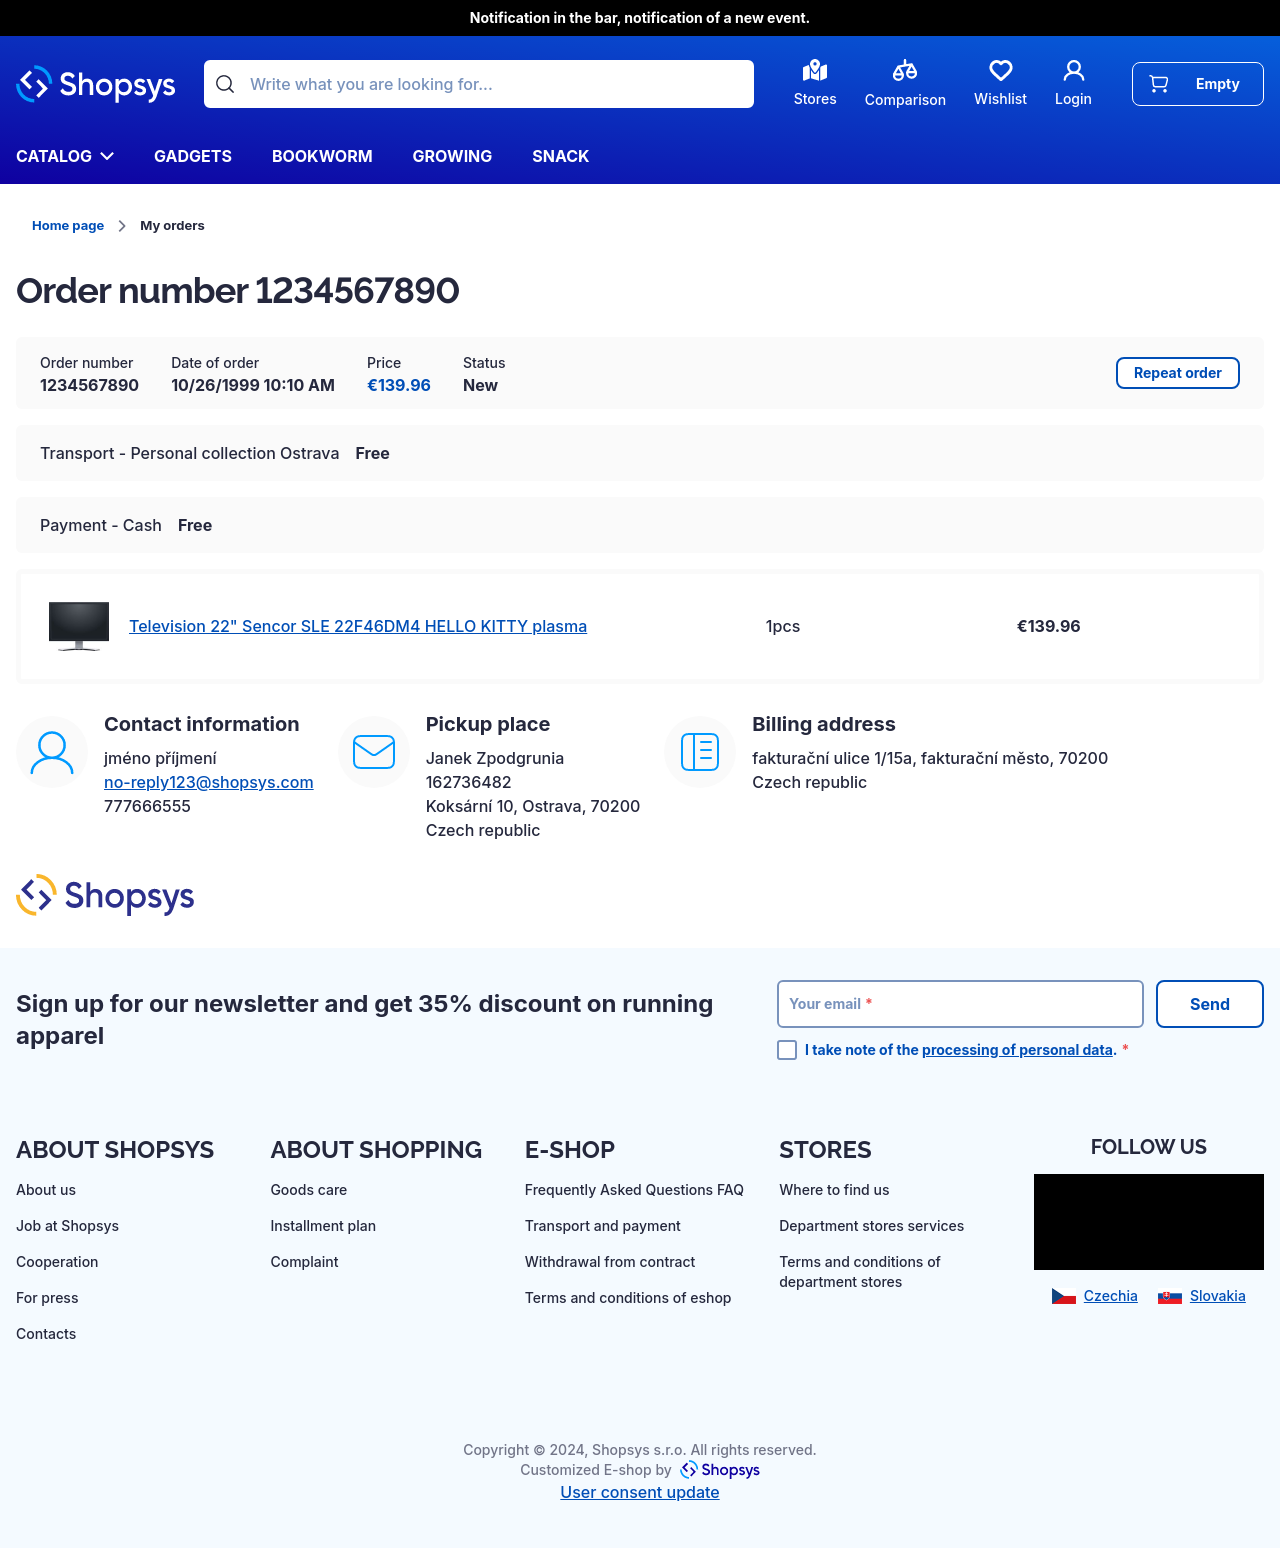 Notification in the bar, notification of a new event.
Shopsys
Write what you are looking for...
Stores
Comparison
Wishlist
Login
Empty
CATALOG
GADGETS
BOOKWORM
GROWING
SNACK
Home page
My orders
Order number 1234567890
Order number
1234567890
Date of order
10/26/1999 10:10 AM
Price
€139.96
Status
New
Repeat order
Transport - Personal collection Ostrava Free
Payment - Cash Free
Television 22" Sencor SLE 22F46DM4 HELLO KITTY plasma
1pcs
€139.96
Contact information
jméno příjmení
no-reply123@shopsys.com
777666555
Pickup place
Janek Zpodgrunia
162736482
Koksární 10, Ostrava, 70200
Czech republic
Billing address
fakturační ulice 1/15a, fakturační město, 70200
Czech republic
Shopsys
Sign up for our newsletter and get 35% discount on running
apparel
Your email *
Send
I take note of the processing of personal data. *
ABOUT SHOPSYS
About us
Job at Shopsys
Cooperation
For press
Contacts
ABOUT SHOPPING
Goods care
Installment plan
Complaint
E-SHOP
Frequently Asked Questions FAQ
Transport and payment
Withdrawal from contract
Terms and conditions of eshop
STORES
Where to find us
Department stores services
Terms and conditions of
department stores
FOLLOW US
Czechia
Slovakia
Copyright © 2024, Shopsys s.r.o. All rights reserved.
Customized E-shop by Shopsys
User consent update